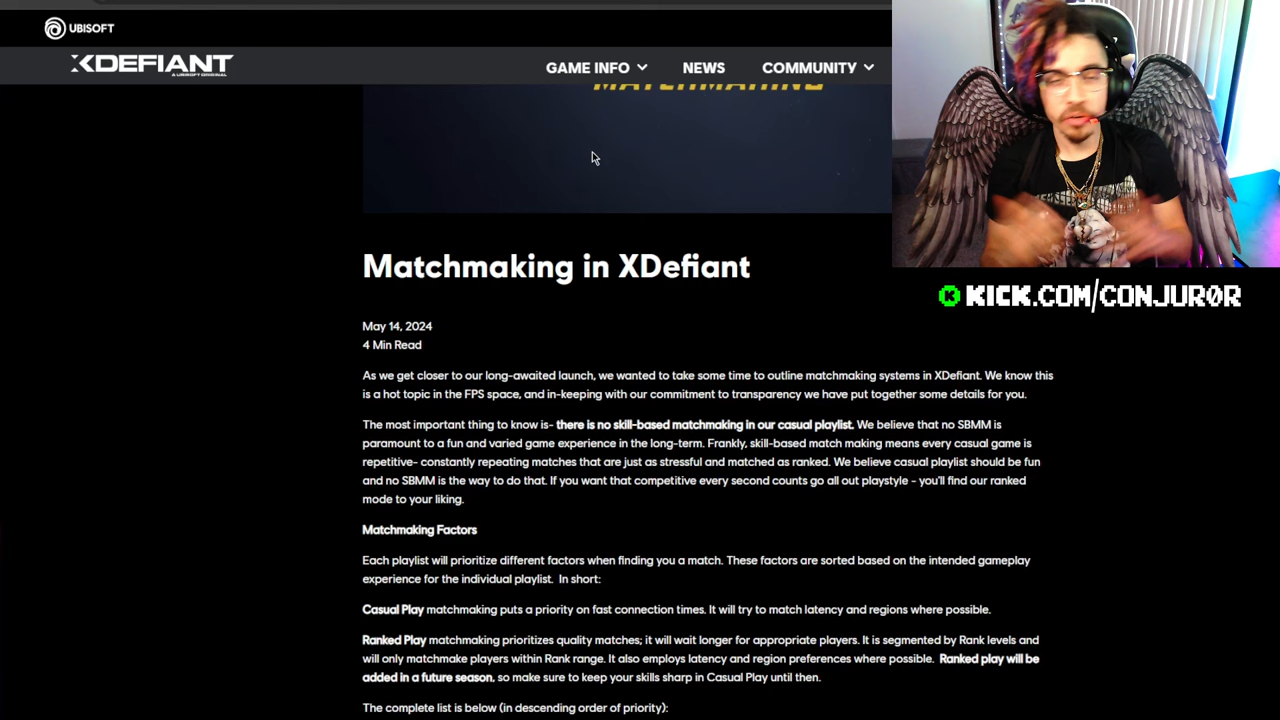 UBISOFT
XDEFIANT
A UBISOFT ORIGINAL
GAME INFO
NEWS
COMMUNITY
MATCHMAKING
KICK.COM/CONJUR0R
Matchmaking in XDefiant
May 14, 2024
4 Min Read
As we get closer to our long-awaited launch, we wanted to take some time to outline matchmaking systems in XDefiant. We know this
is a hot topic in the FPS space, and in-keeping with our commitment to transparency we have put together some details for you.
The most important thing to know is- there is no skill-based matchmaking in our casual playlist. We believe that no SBMM is
paramount to a fun and varied game experience in the long-term. Frankly, skill-based match making means every casual game is
repetitive- constantly repeating matches that are just as stressful and matched as ranked. We believe casual playlist should be fun
and no SBMM is the way to do that. If you want that competitive every second counts go all out playstyle - you'll find our ranked
mode to your liking.
Matchmaking Factors
Each playlist will prioritize different factors when finding you a match. These factors are sorted based on the intended gameplay
experience for the individual playlist. In short:
Casual Play matchmaking puts a priority on fast connection times. It will try to match latency and regions where possible.
Ranked Play matchmaking prioritizes quality matches; it will wait longer for appropriate players. It is segmented by Rank levels and
will only matchmake players within Rank range. It also employs latency and region preferences where possible. Ranked play will be
added in a future season, so make sure to keep your skills sharp in Casual Play until then.
The complete list is below (in descending order of priority):